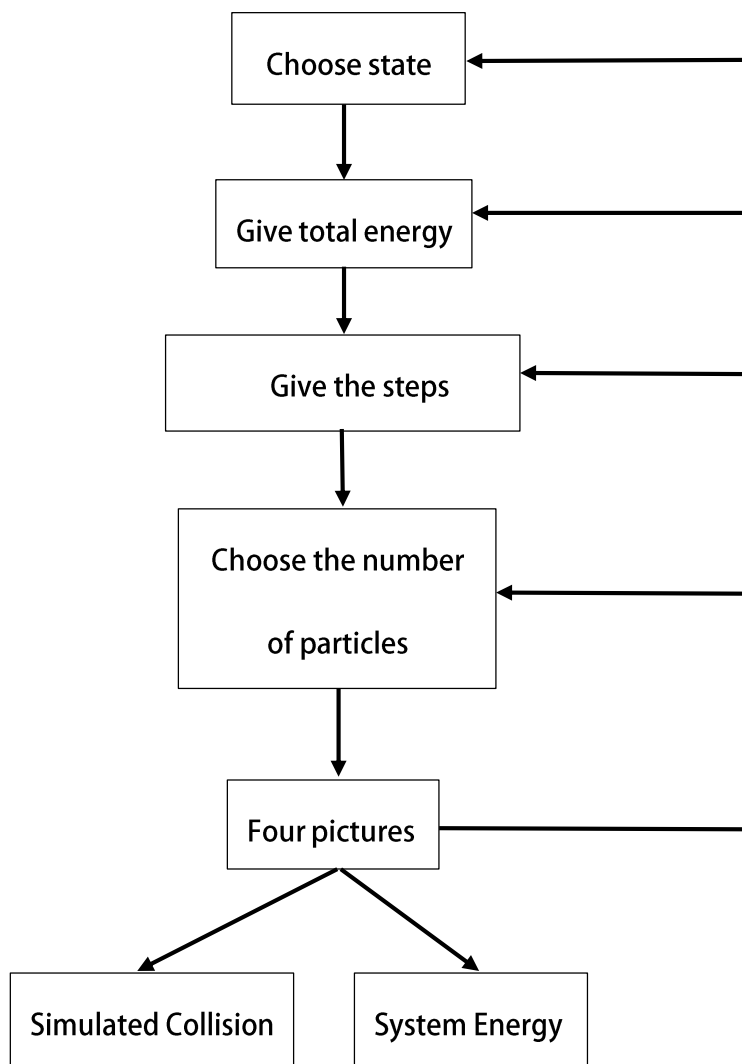 Choose state
Give total energy
Give the steps
Choose the number
of particles
Four pictures
Simulated Collision
System Energy